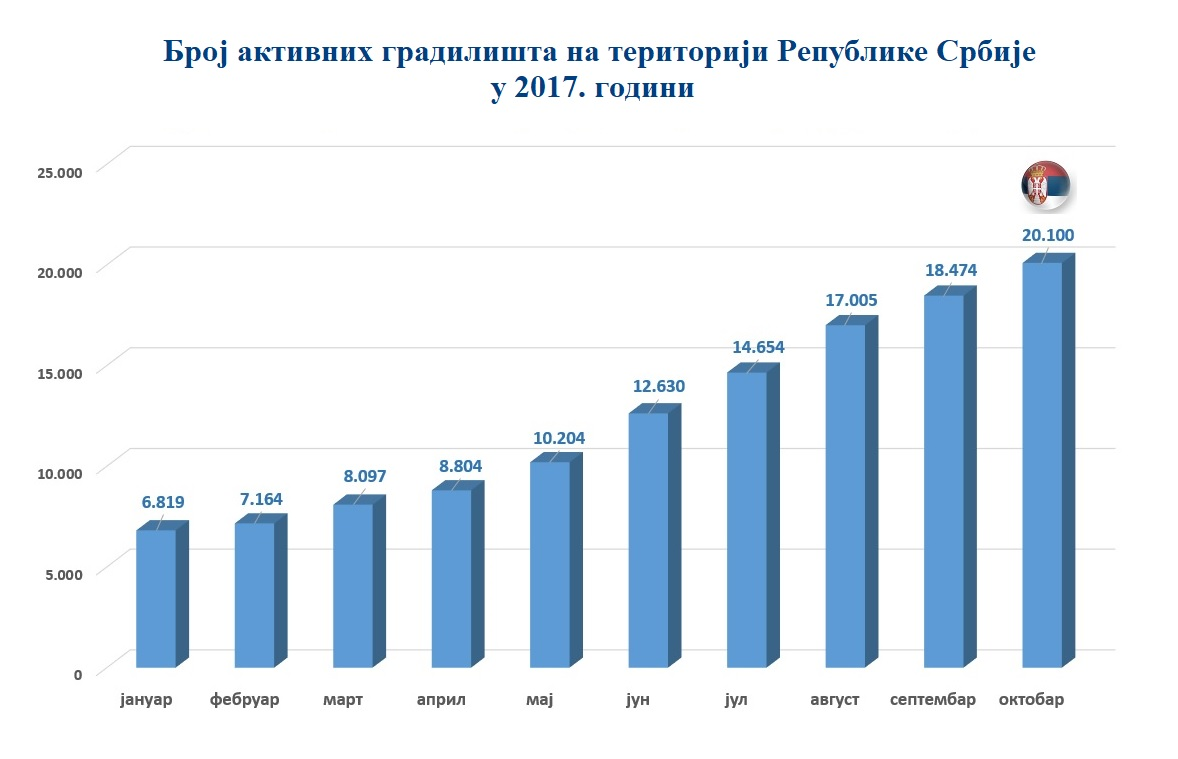 Број активних градилишта на територији Републике Србије
у 2017. години
25.000
20.000
15.000
10.000
5.000
0
6.819
7.164
8.097
8.804
10.204
12.630
14.654
17.005
18.474
20.100
јануар
фебруар
март
април
мај
јун
јул
август
септембар
октобар